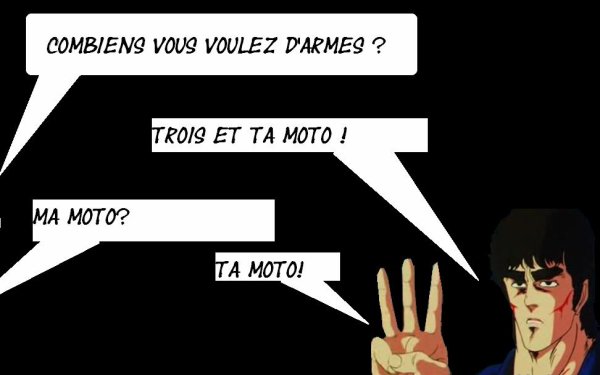 COMBIENS VOUS VOULEZ D'ARMES ?
TROIS ET TA MOTO !
MA MOTO?
TA MOTO!